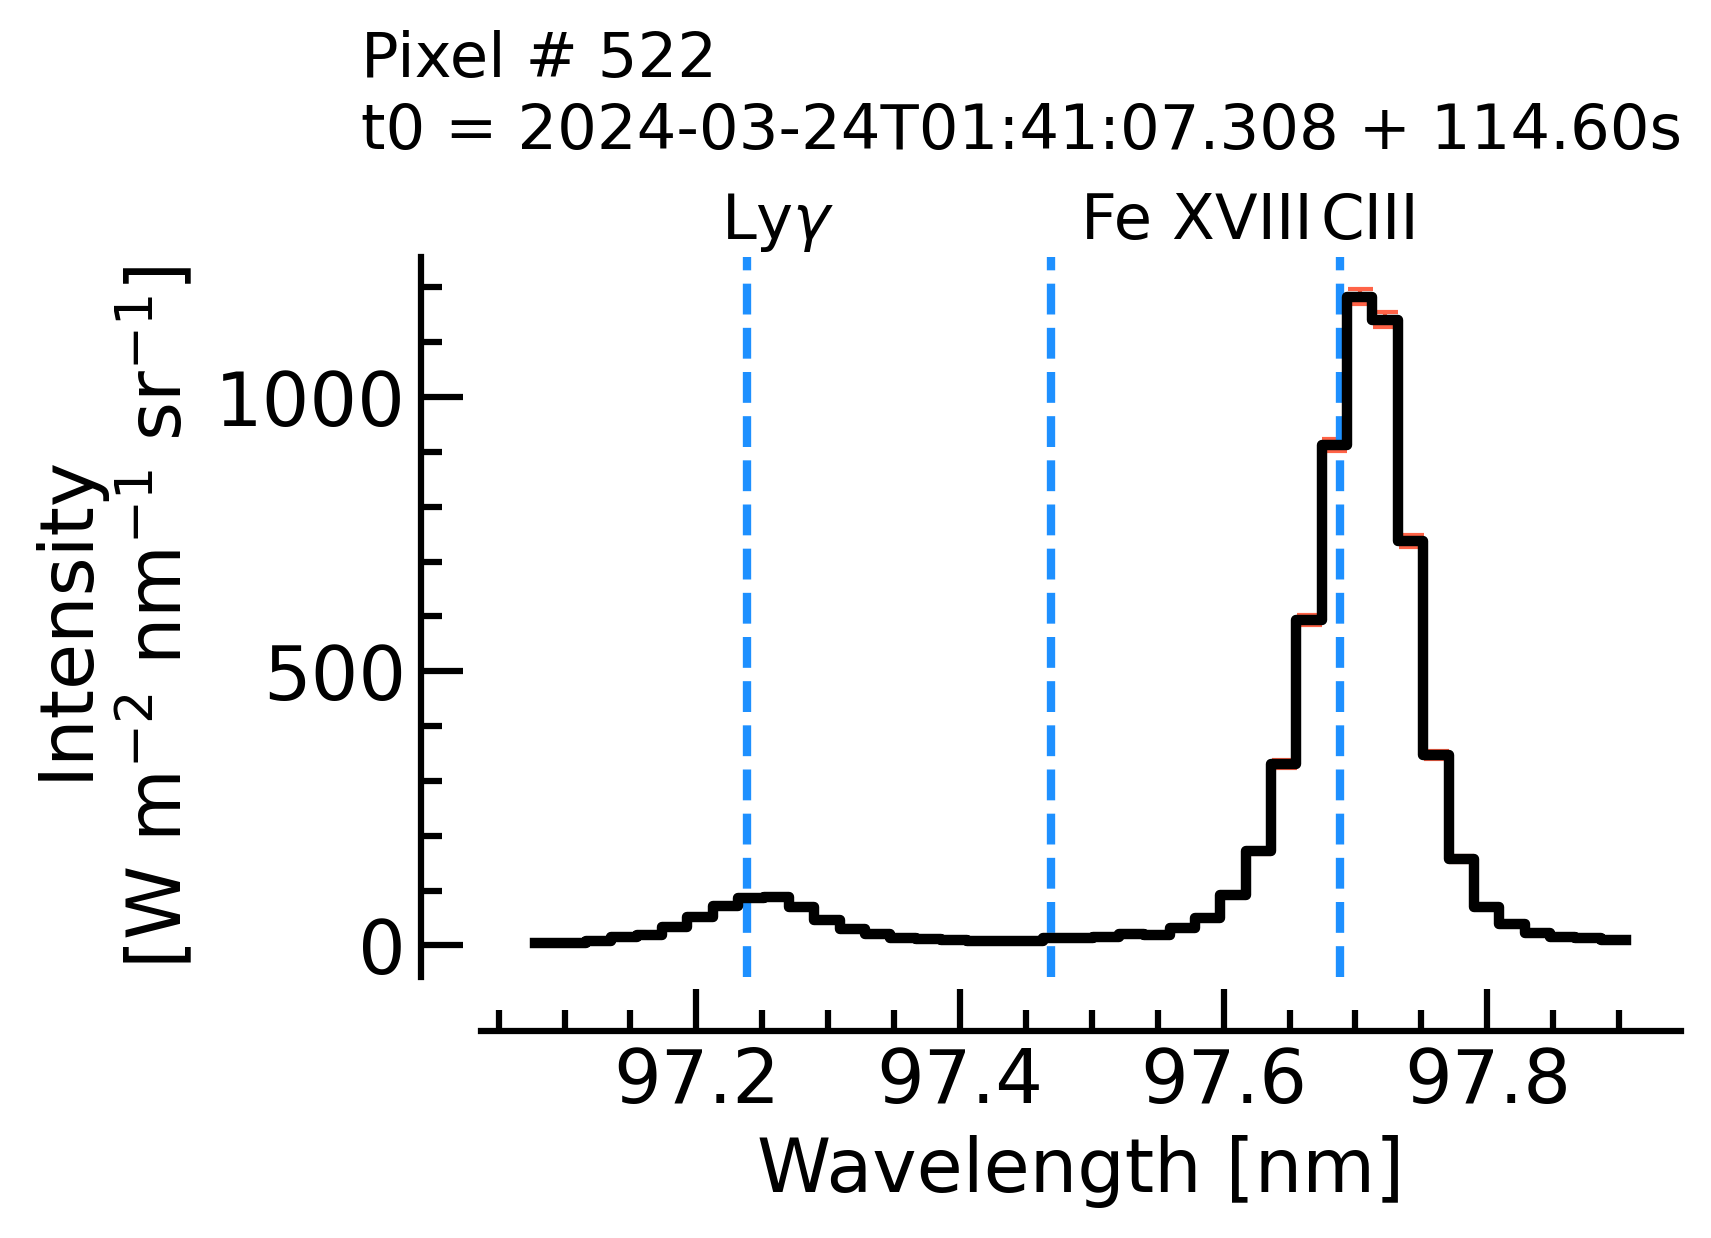 Pixel # 522
t0 = 2024-03-24T01:41:07.308 + 114.60s
Lyγ Fe XVIII CIII
Intensity
[W m⁻² nm⁻¹ sr⁻¹]
1000
500
0
97.2 97.4 97.6 97.8
Wavelength [nm]